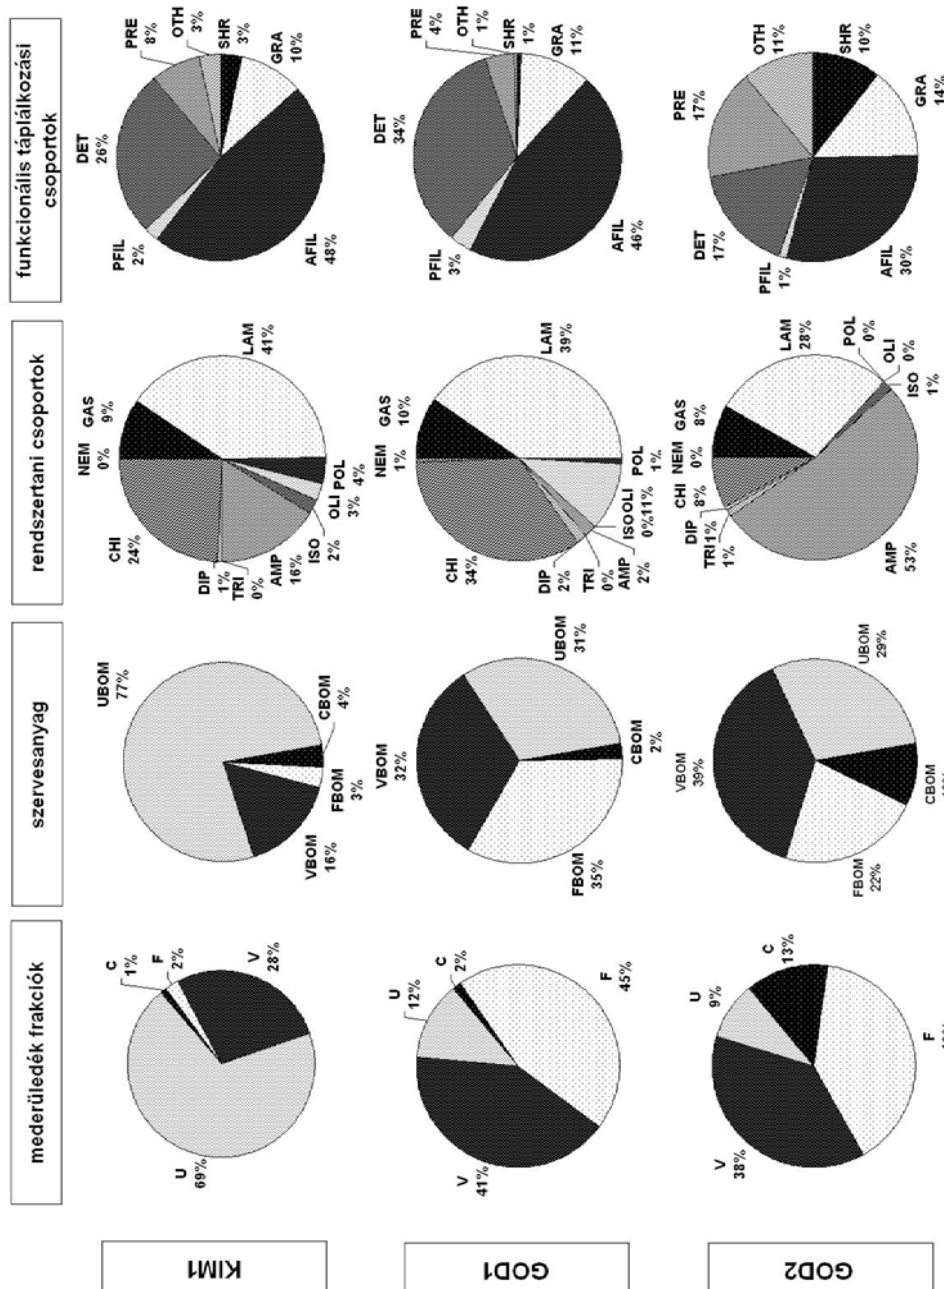 funkcionális táplálkozási
csoportok
rendszertani csoportok
szervesanyag
mederüledék frakciók
KIM1
PRE
8%
OTH
3%
SHR
3%
GRA
10%
AFIL
48%
PFIL
2%
DET
26%
GAS
9%
NEM
0%
LAM
41%
POL
4%
OLI
3%
ISO
2%
AMP
16%
TRI
0%
DIP
1%
CHI
24%
UBOM
77%
CBOM
4%
FBOM
3%
VBOM
16%
C
1%
F
2%
V
28%
U
69%
GOD1
PRE
4%
OTH
1%
SHR
1%
GRA
11%
AFIL
46%
PFIL
3%
DET
34%
GAS
10%
NEM
1%
LAM
39%
POL
1%
ISOOLI
0%11%
AMP
2%
TRI
0%
DIP
2%
CHI
34%
UBOM
31%
CBOM
2%
FBOM
35%
VBOM
32%
U
12%
C
2%
F
45%
V
41%
GOD2
OTH
11%
SHR
10%
GRA
14%
AFIL
30%
PFIL
1%
DET
17%
PRE
17%
GAS
8%
NEM
0%
LAM
28%
POL
0%
OLI
0%
ISO
1%
AMP
53%
TRI1%
1%
DIP
CHI
8%
UBOM
29%
CBOM
FBOM
22%
VBOM
39%
U
9%
C
13%
F
V
38%